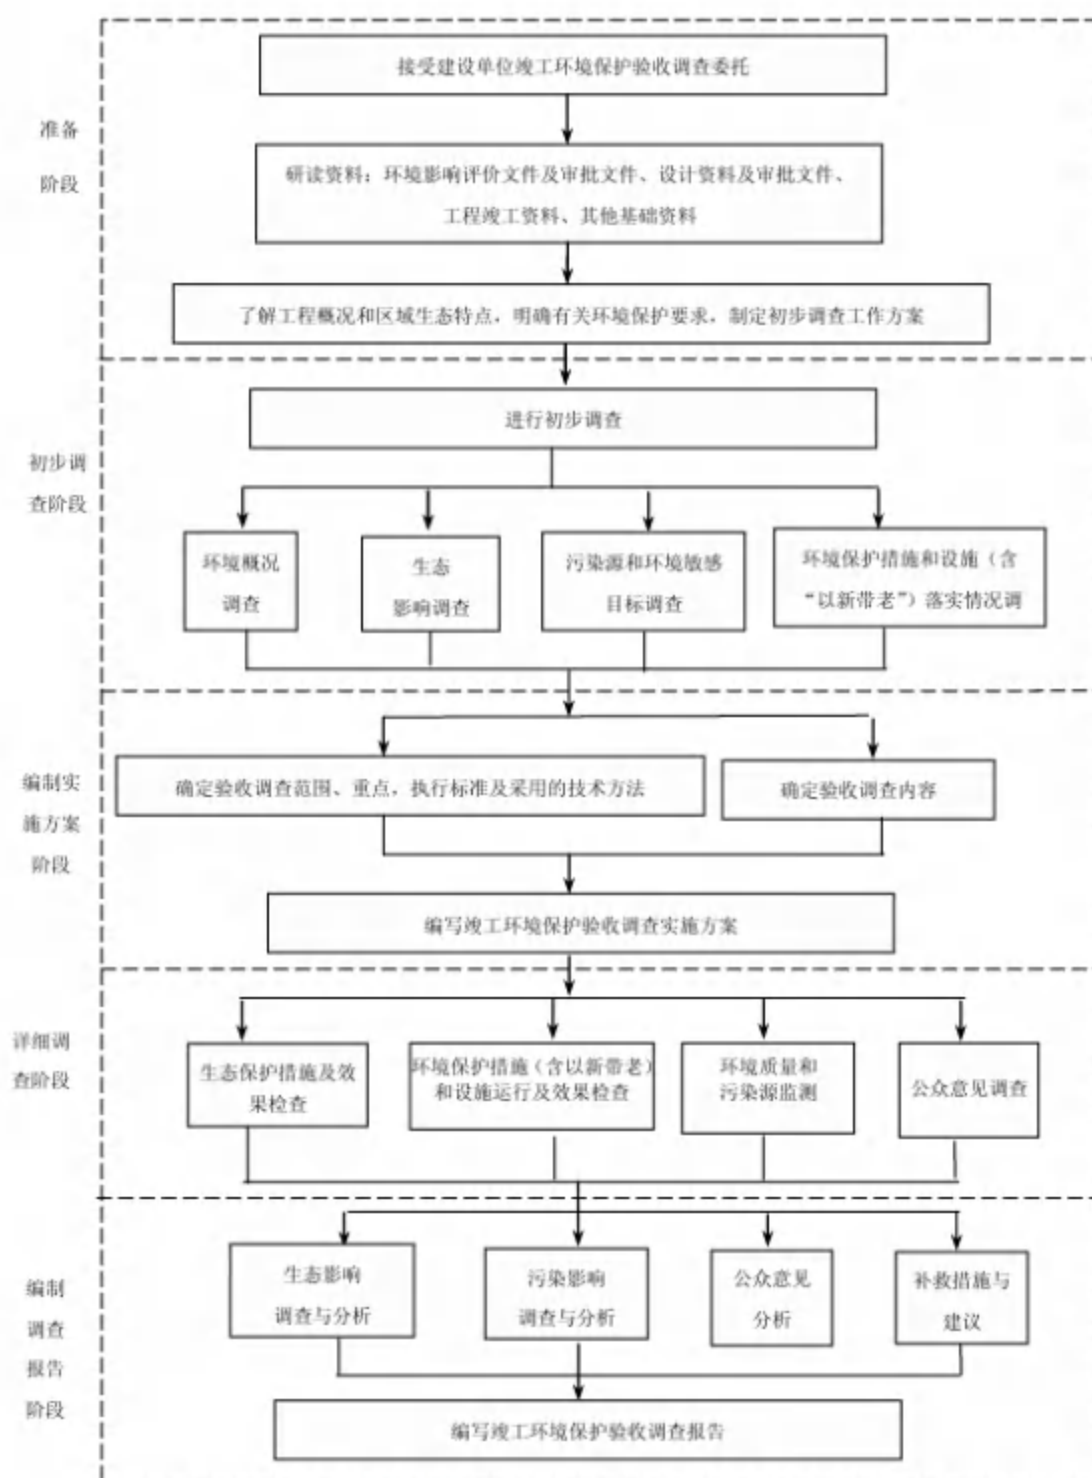 接受建设单位竣工环境保护验收调查委托
准备
阶段
研读资料：环境影响评价文件及审批文件、设计资料及审批文件、
工程竣工资料、其他基础资料
了解工程概况和区域生态特点，明确有关环境保护要求，制定初步调查工作方案
进行初步调查
初步调
查阶段
环境概况
调查
生态
影响调查
污染源和环境敏感
目标调查
环境保护措施和设施（含
“以新带老”）落实情况调
编制实
施方案
阶段
确定验收调查范围、重点，执行标准及采用的技术方法
确定验收调查内容
编写竣工环境保护验收调查实施方案
详细调
查阶段
生态保护措施及效
果检查
环境保护措施（含以新带老）
和设施运行及效果检查
环境质量和
污染源监测
公众意见调查
编制
调查
报告
阶段
生态影响
调查与分析
污染影响
调查与分析
公众意见
分析
补救措施与
建议
编写竣工环境保护验收调查报告